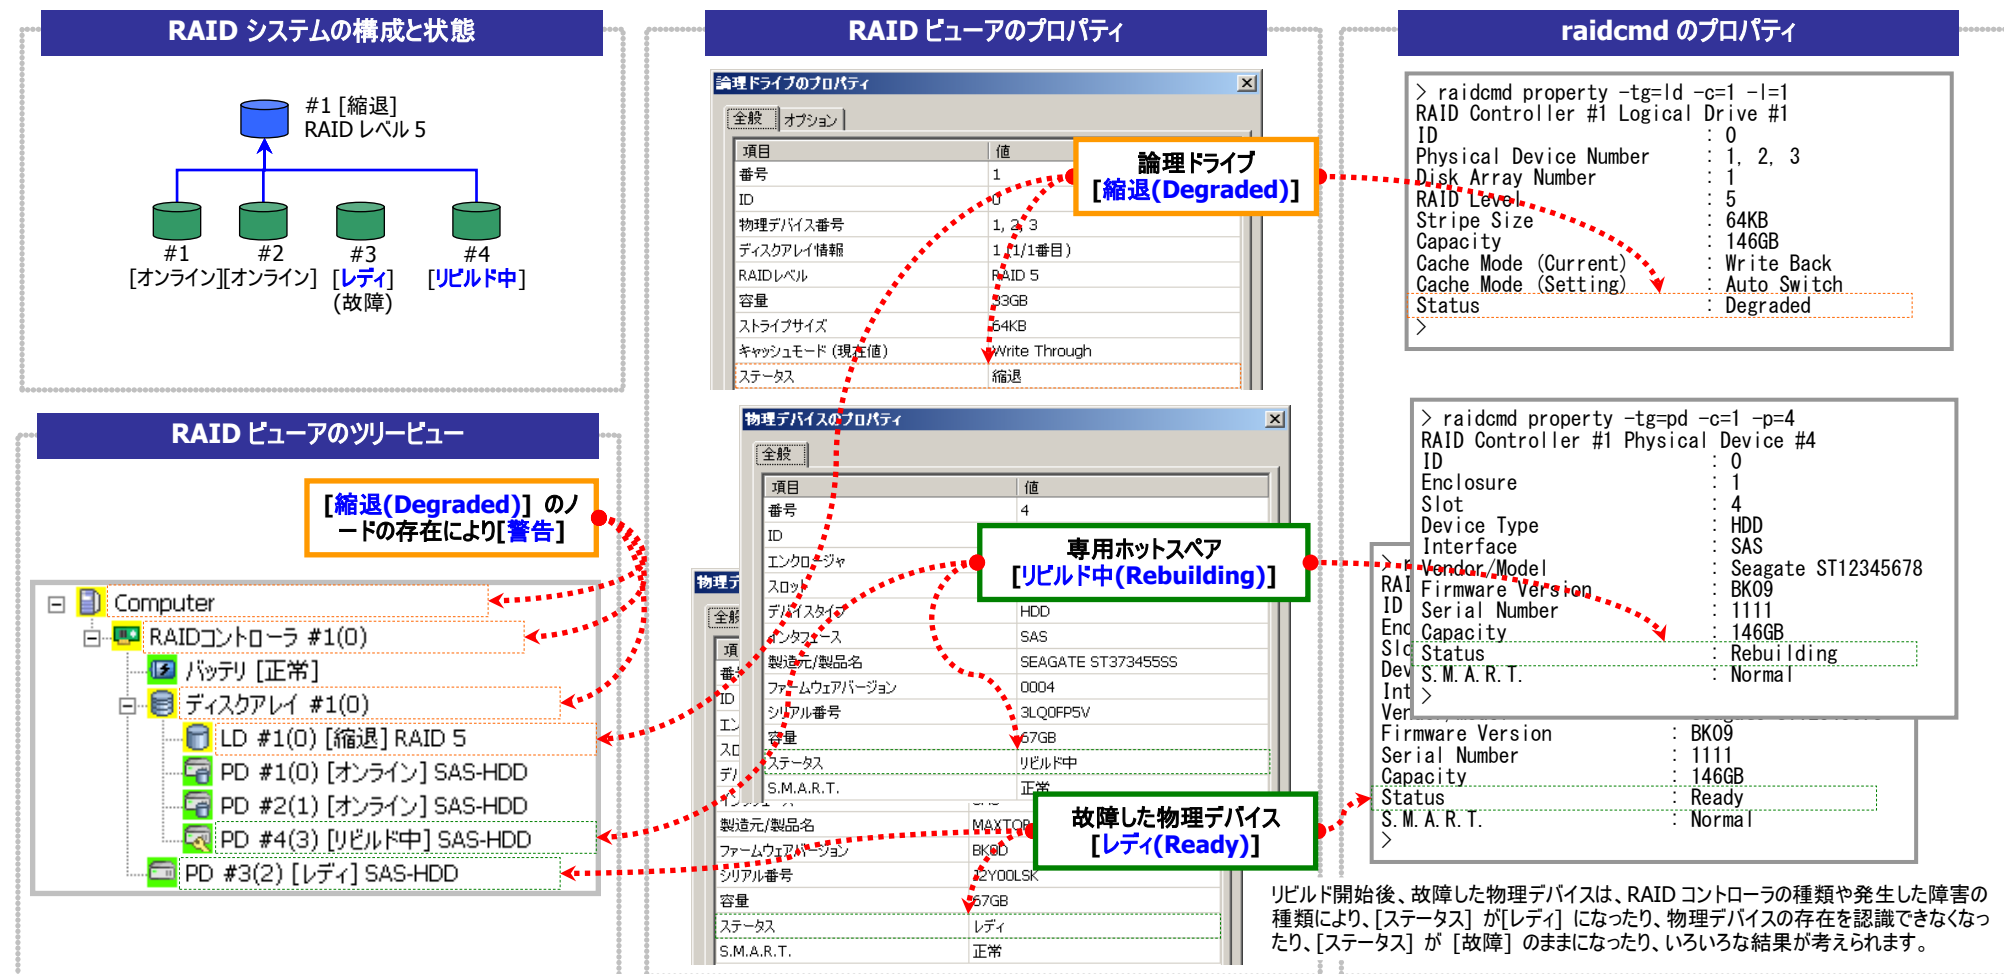 RAID システムの構成と状態
#1 [縮退]
RAID レベル 5
#1
[オンライン]
#2
[オンライン]
#3
[レディ]
(故障)
#4
[リビルド中]
RAID ビューアのツリービュー
[縮退(Degraded)] のノ
ードの存在により[警告]
Computer
RAIDコントローラ #1(0)
バッテリ [正常]
ディスクアレイ #1(0)
LD #1(0) [縮退] RAID 5
PD #1(0) [オンライン] SAS-HDD
PD #2(1) [オンライン] SAS-HDD
PD #4(3) [リビルド中] SAS-HDD
PD #3(2) [レディ] SAS-HDD
RAID ビューアのプロパティ
論理ドライブのプロパティ
全般 オプション
項目 値
番号 1
ID 0
物理デバイス番号 1, 2, 3
ディスクアレイ情報 1 (1/1番目)
RAIDレベル RAID 5
容量 33GB
ストライプサイズ 64KB
キャッシュモード (現在値) Write Through
ステータス 縮退
論理ドライブ
[縮退(Degraded)]
物理デバイスのプロパティ
全般
項目 値
番号 4
ID
エンクロージャ
スロット
デバイスタイプ HDD
インタフェース SAS
製造元/製品名 SEAGATE ST373455SS
ファームウェアバージョン 0004
シリアル番号 3LQ0FP5V
容量 67GB
ステータス リビルド中
S.M.A.R.T. 正常
専用ホットスペア
[リビルド中(Rebuilding)]
物理デ
全般
ID
製造元/製品名 MAXTOR
ファームウェアバージョン BK0D
シリアル番号 J2Y00LSK
容量 67GB
ステータス レディ
S.M.A.R.T. 正常
故障した物理デバイス
[レディ(Ready)]
raidcmd のプロパティ
> raidcmd property -tg=ld -c=1 -l=1
RAID Controller #1 Logical Drive #1
ID : 0
Physical Device Number : 1, 2, 3
Disk Array Number : 1
RAID Level : 5
Stripe Size : 64KB
Capacity : 146GB
Cache Mode (Current) : Write Back
Cache Mode (Setting) : Auto Switch
Status : Degraded
>
> raidcmd property -tg=pd -c=1 -p=4
RAID Controller #1 Physical Device #4
ID : 0
Enclosure : 1
Slot : 4
Device Type : HDD
Interface : SAS
Vendor/Model : Seagate ST12345678
Firmware Version : BK09
Serial Number : 1111
Capacity : 146GB
Status : Rebuilding
S.M.A.R.T. : Normal
>
> r
RAI
ID
Enc
Slo
Dev
Int
Firmware Version : BK09
Serial Number : 1111
Capacity : 146GB
Status : Ready
S.M.A.R.T. : Normal
>
リビルド開始後、故障した物理デバイスは、RAID コントローラの種類や発生した障害の
種類により、[ステータス] が[レディ] になったり、物理デバイスの存在を認識できなくなっ
たり、[ステータス] が [故障] のままになったり、いろいろな結果が考えられます。